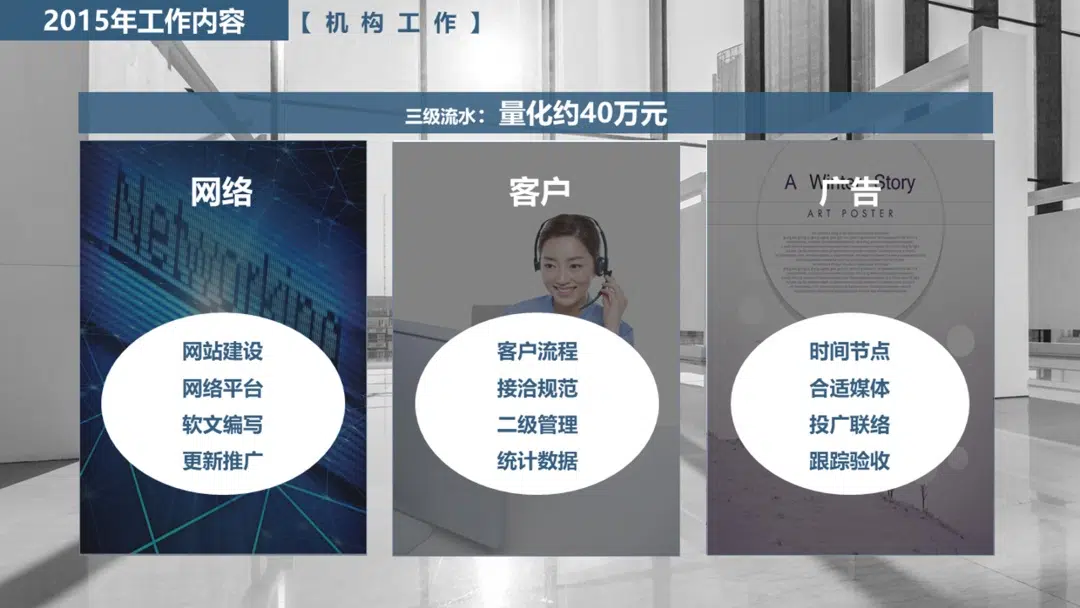 2015年工作内容
【机构工作】
三级流水：量化约40万元
网络
Networking
网站建设
网络平台
软文编写
更新推广
客户
客户流程
接洽规范
二级管理
统计数据
广告
A Winter Story
ART POSTER
时间节点
合适媒体
投广联络
跟踪验收